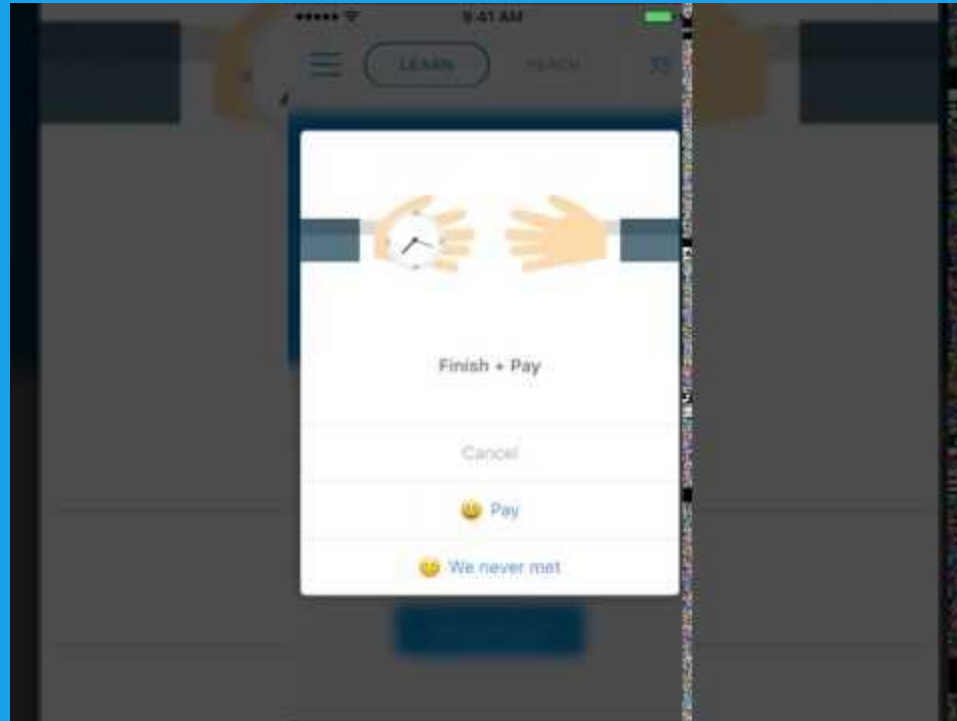 9:41 AM
LEARN
TEACH
Finish + Pay
Cancel
Pay
We never met